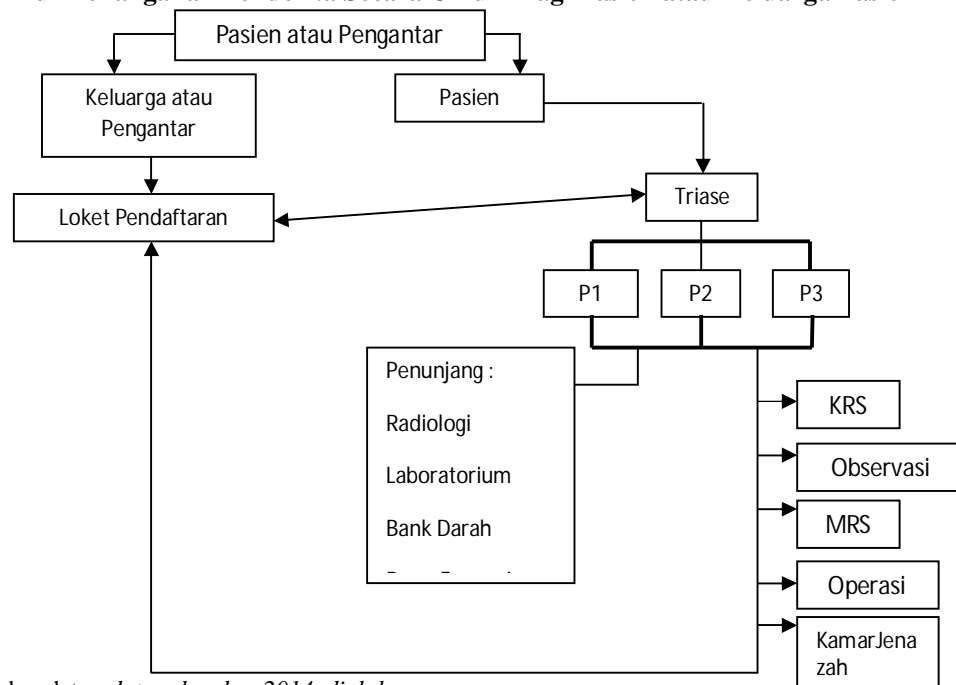 Pasien atau Pengantar
Keluarga atau
Pengantar
Pasien
Loket Pendaftaran
Triase
P1
P2
P3
Penunjang :
Radiologi
Laboratorium
Bank Darah
KRS
Observasi
MRS
Operasi
KamarJena
zah